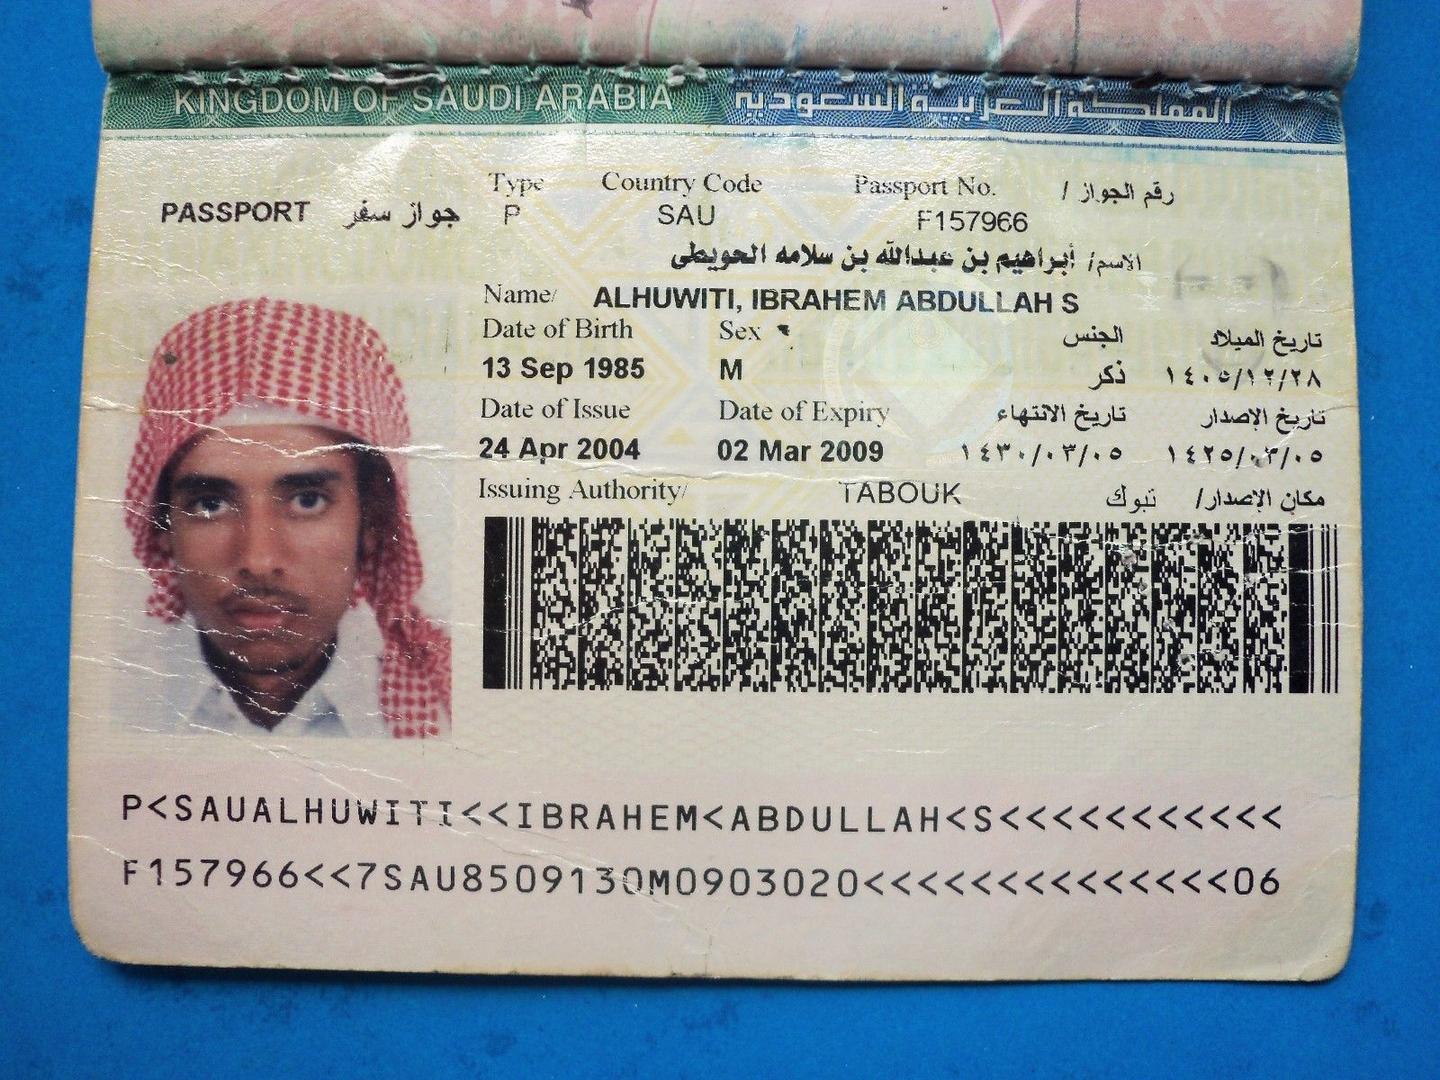 KINGDOM OF SAUDI ARABIA المملكة العربية السعودية
Type Country Code Passport No. رقم الجواز /
PASSPORT جواز سفر P SAU F157966
الاسم/ أبراهيم بن عبدالله بن سلامه الحويطي
Name/ ALHUWITI, IBRAHEM ABDULLAH S
Date of Birth Sex الجنس تاريخ الميلاد
13 Sep 1985 M ذكر ١٤٠٥/١٢/٢٨
Date of Issue Date of Expiry تاريخ الانتهاء تاريخ الإصدار
24 Apr 2004 02 Mar 2009 ١٤٣٠/٠٣/٠٥ ١٤٢٥/٠٣/٠٥
Issuing Authority/ TABOUK تبوك مكان الإصدار/
P<SAUALHUWITI<<IBRAHEM<ABDULLAH<S<<<<<<<<<<<
F157966<<7SAU8509130M0903020<<<<<<<<<<<<<<06